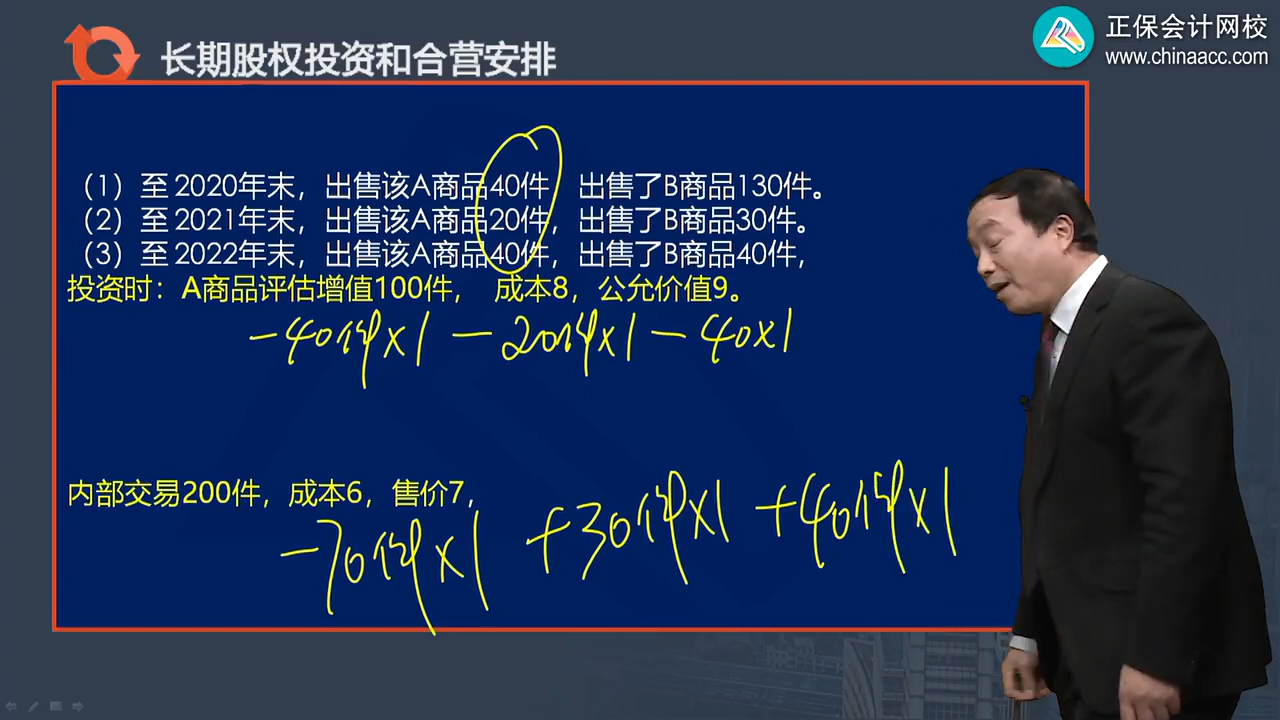 正保会计网校
www.chinaacc.com
长期股权投资和合营安排
（1）至 2020年末，出售该A商品40件，出售了B商品130件。
（2）至 2021年末，出售该A商品20件，出售了B商品30件。
（3）至 2022年末，出售该A商品40件，出售了B商品40件，
投资时：A商品评估增值100件， 成本8，公允价值9。
-40件×1 -20件×1 -40×1
内部交易200件，成本6，售价7，
-70件×1 +30件×1 +40件×1